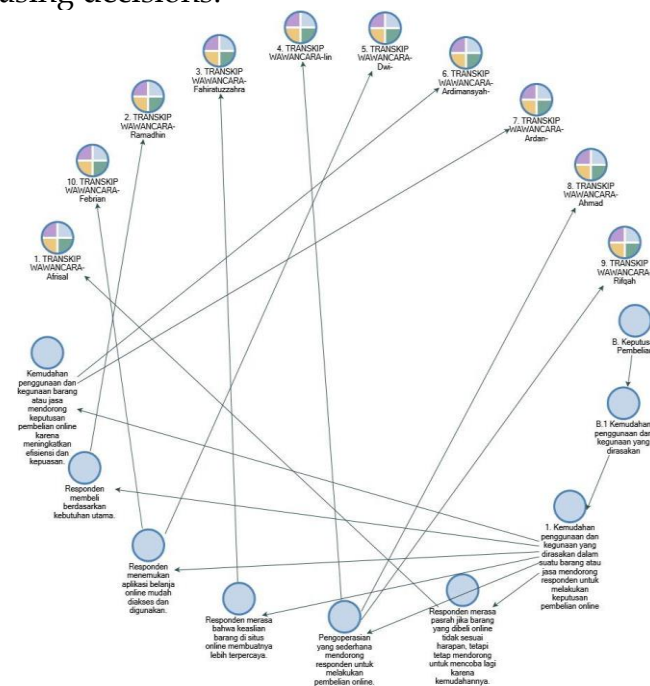 using decisions.
4. TRANSKIP
WAWANCARA-Iin
5. TRANSKIP
WAWANCARA-
Dwi-
3. TRANSKIP
WAWANCARA-
Fahiratuzzahra
6. TRANSKIP
WAWANCARA-
Ardimansyah-
2. TRANSKIP
WAWANCARA-
Ramadhin
7. TRANSKIP
WAWANCARA-
Ardan-
10. TRANSKIP
WAWANCARA-
Febrian
8. TRANSKIP
WAWANCARA-
Ahmad
1. TRANSKIP
WAWANCARA-
Afrisal
9. TRANSKIP
WAWANCARA-
Rifqah
B. Keputus
Pembelian
B.1 Kemudahan
penggunaan dan
kegunaan yang
dirasakan
Kemudahan
penggunaan dan
kegunaan barang
atau jasa
mendorong
keputusan
pembelian online
karena
meningkatkan
efisiensi dan
kepuasan.
Responden
membeli
berdasarkan
kebutuhan utama.
Responden
menemukan
aplikasi belanja
online mudah
diakses dan
digunakan.
Responden merasa
bahwa keaslian
barang di situs
online membuatnya
lebih terpercaya.
Pengoperasian
yang sederhana
mendorong
responden untuk
melakukan
pembelian online.
Responden merasa
pasrah jika barang
yang dibeli online
tidak sesuai
harapan, tetapi
tetap mendorong
untuk mencoba lagi
karena
kemudahannya.
1. Kemudahan
penggunaan dan
kegunaan yang
dirasakan dalam
suatu barang atau
jasa mendorong
responden untuk
melakukan
keputusan
pembelian online